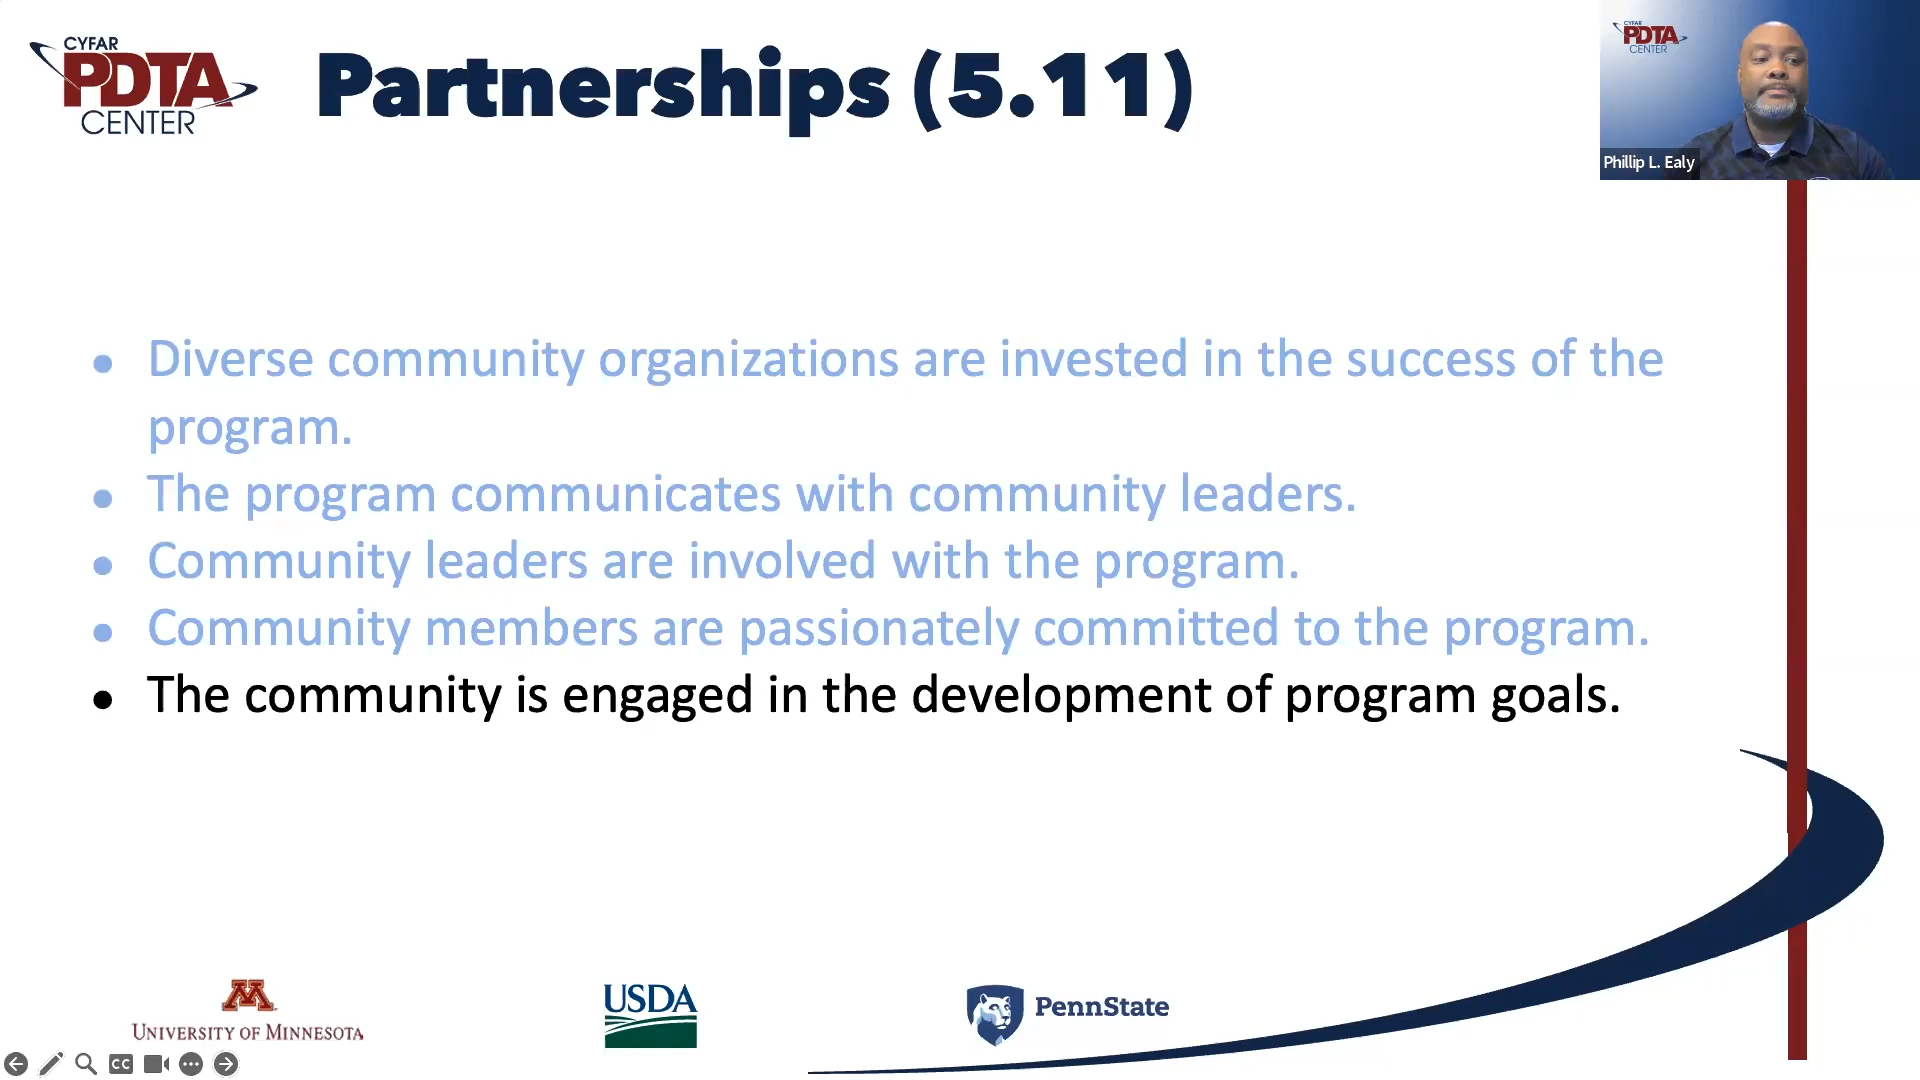 CYFAR
PDTA
CENTER
Partnerships (5.11)
CYFAR
PDTA
CENTER
Phillip L. Ealy
• Diverse community organizations are invested in the success of the
program.
• The program communicates with community leaders.
• Community leaders are involved with the program.
• Community members are passionately committed to the program.
• The community is engaged in the development of program goals.
M
UNIVERSITY OF MINNESOTA
USDA
PennState
CC